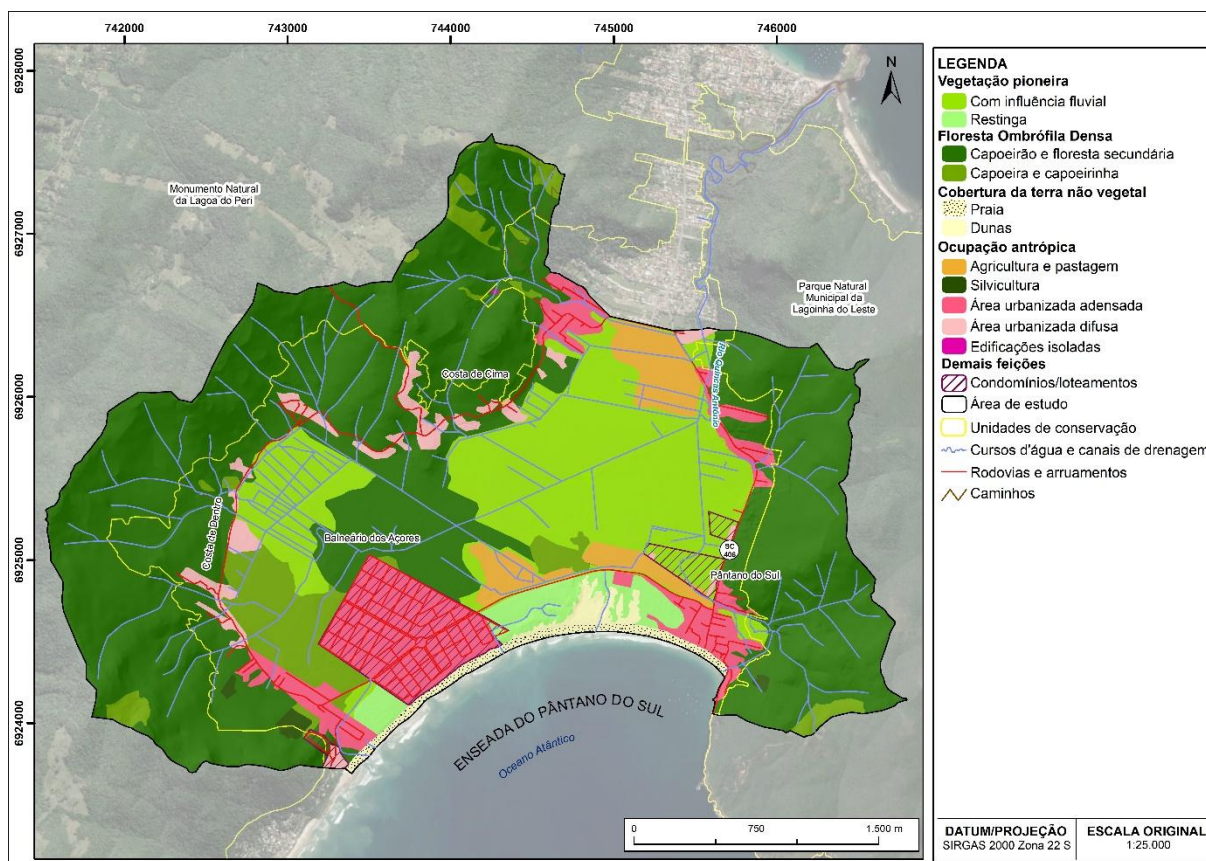 742000
743000
744000
745000
746000
6928000
6927000
6926000
6925000
6924000
N
Monumento Natural
da Lagoa do Peri
Parque Natural
Municipal da
Lagoinha do Leste
Costa de Cima
Rio Quincas Antônio
Costa de Dentro
Balneário dos Açores
SC
406
Pântano do Sul
ENSEADA DO PÂNTANO DO SUL
Oceano Atlântico
0 750 1.500 m
LEGENDA
Vegetação pioneira
Com influência fluvial
Restinga
Floresta Ombrófila Densa
Capoeirão e floresta secundária
Capoeira e capoeirinha
Cobertura da terra não vegetal
Praia
Dunas
Ocupação antrópica
Agricultura e pastagem
Silvicultura
Área urbanizada adensada
Área urbanizada difusa
Edificações isoladas
Demais feições
Condomínios/loteamentos
Área de estudo
Unidades de conservação
Cursos d'água e canais de drenagem
Rodovias e arruamentos
Caminhos
DATUM/PROJEÇÃO
SIRGAS 2000 Zona 22 S
ESCALA ORIGINAL
1:25.000